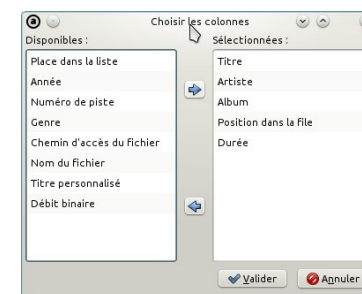 Choisir les colonnes
Disponibles :
Place dans la liste
Année
Numéro de piste
Genre
Chemin d'accès du fichier
Nom du fichier
Titre personnalisé
Débit binaire
Sélectionnées :
Titre
Artiste
Album
Position dans la file
Durée
Valider
Annuler